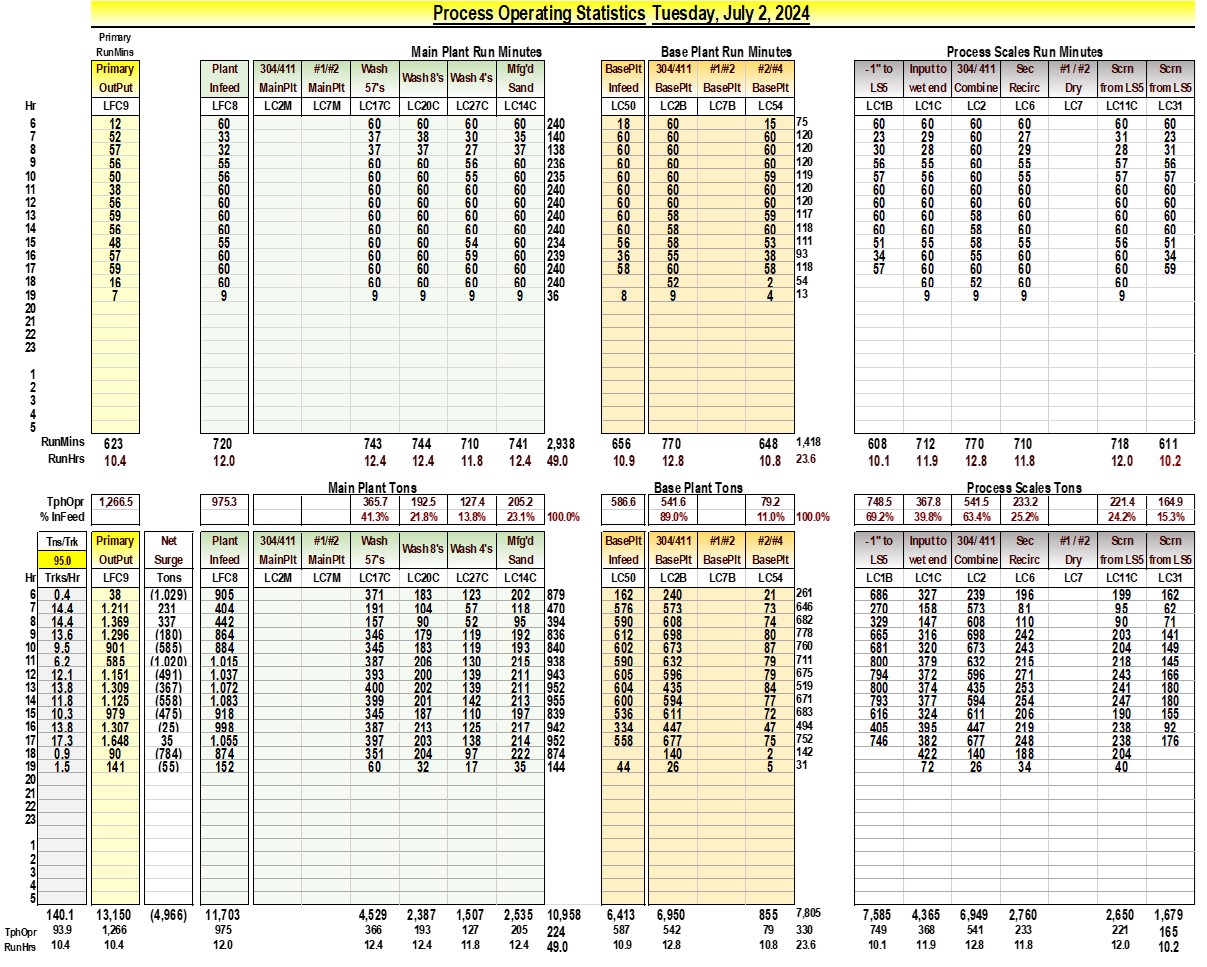 Process Operating Statistics Tuesday, July 2, 2024
Primary
RunMins Main Plant Run Minutes Base Plant Run Minutes Process Scales Run Minutes
Primary Plant 304/411 #1/#2 Wash Wash 8's Wash 4's Mfg'd BasePlt 304/411 #1/#2 #2/#4 -1" to Input to 304/ 411 Sec #1 / #2 Scrn Scrn
OutPut Infeed MainPlt MainPlt 57's Sand Infeed BasePlt BasePlt BasePlt LS5 wet end Combine Recirc Dry from LS5 from LS5
Hr LFC9 LFC8 LC2M LC7M LC17C LC20C LC27C LC14C LC50 LC2B LC7B LC54 LC1B LC1C LC2 LC6 LC7 LC11C LC31
6 12 60 60 60 60 60 240 18 60 15 75 60 60 60 60 60 60
7 52 33 37 38 30 35 140 60 60 60 120 23 29 60 27 31 23
8 57 32 37 37 27 37 138 60 60 60 120 30 28 60 29 28 31
9 56 55 60 60 56 60 236 60 60 60 120 56 55 60 55 57 56
10 50 56 60 60 55 60 235 60 60 59 119 57 56 60 55 57 57
11 38 60 60 60 60 60 240 60 60 60 120 60 60 60 60 60 60
12 56 60 60 60 60 60 240 60 60 60 120 60 60 60 60 60 60
13 59 60 60 60 60 60 240 60 58 59 117 60 60 58 60 60 60
14 56 60 60 60 60 60 240 60 58 60 118 60 60 58 60 60 60
15 48 55 60 60 54 60 234 56 58 53 111 51 55 58 55 56 51
16 57 60 60 60 59 60 239 36 55 38 93 34 60 55 60 60 34
17 59 60 60 60 60 60 240 58 60 58 118 57 60 60 60 60 59
18 16 60 60 60 60 60 240 52 2 54 60 52 60 60
19 7 9 9 9 9 9 36 8 9 4 13 9 9 9 9
20
21
22
23
1
2
3
4
5
RunMins 623 720 743 744 710 741 2,938 656 770 648 1,418 608 712 770 710 718 611
RunHrs 10.4 12.0 12.4 12.4 11.8 12.4 49.0 10.9 12.8 10.8 23.6 10.1 11.9 12.8 11.8 12.0 10.2
Main Plant Tons Base Plant Tons Process Scales Tons
TphOpr 1,266.5 975.3 365.7 192.5 127.4 205.2 586.6 541.6 79.2 748.5 367.8 541.5 233.2 221.4 164.9
% InFeed 41.3% 21.8% 13.8% 23.1% 100.0% 89.0% 11.0% 100.0% 69.2% 39.8% 63.4% 25.2% 24.2% 15.3%
Tns/Trk Primary Net Plant 304/411 #1/#2 Wash Wash 8's Wash 4's Mfg'd BasePlt 304/411 #1/#2 #2/#4 -1" to Input to 304/ 411 Sec #1 / #2 Scrn Scrn
95.0 OutPut Surge Infeed MainPlt MainPlt 57's Sand Infeed BasePlt BasePlt BasePlt LS5 wet end Combine Recirc Dry from LS5 from LS5
Hr Trks/Hr LFC9 Tons LFC8 LC2M LC7M LC17C LC20C LC27C LC14C LC50 LC2B LC7B LC54 LC1B LC1C LC2 LC6 LC7 LC11C LC31
6 0.4 38 (1.029) 905 371 183 123 202 879 162 240 21 261 686 327 239 196 199 162
7 14.4 1.211 231 404 191 104 57 118 470 576 573 73 646 270 158 573 81 95 62
8 14.4 1.369 337 442 157 90 52 95 394 590 608 74 682 329 147 608 110 90 71
9 13.6 1.296 (180) 864 346 179 119 192 836 612 698 80 778 665 316 698 242 203 141
10 9.5 901 (585) 884 345 183 119 193 840 602 673 87 760 681 320 673 243 204 149
11 6.2 585 (1.020) 1.015 387 206 130 215 938 590 632 79 711 800 379 632 215 218 145
12 12.1 1.151 (491) 1.037 393 200 139 211 943 605 596 79 675 794 372 596 271 243 166
13 13.8 1.309 (367) 1.072 400 202 139 211 952 604 435 84 519 800 374 435 253 241 180
14 11.8 1.125 (558) 1.083 399 201 142 213 955 600 594 77 671 793 377 594 254 247 180
15 10.3 979 (475) 918 345 187 110 197 839 536 611 72 683 616 324 611 206 190 155
16 13.8 1.307 (25) 998 387 213 125 217 942 334 447 47 494 405 395 447 219 238 92
17 17.3 1.648 35 1.055 397 203 138 214 952 558 677 75 752 746 382 677 248 238 176
18 0.9 90 (784) 874 351 204 97 222 874 140 2 142 422 140 188 204
19 1.5 141 (55) 152 60 32 17 35 144 44 26 5 31 72 26 34 40
20
21
22
23
1
2
3
4
5
140.1 13,150 (4,966) 11,703 4,529 2,387 1,507 2,535 10,958 6,413 6,950 855 7,805 7,585 4,365 6,949 2,760 2,650 1,679
TphOpr 93.9 1,266 975 366 193 127 205 224 587 542 79 330 749 368 541 233 221 165
RunHrs 10.4 10.4 12.0 12.4 12.4 11.8 12.4 49.0 10.9 12.8 10.8 23.6 10.1 11.9 12.8 11.8 12.0 10.2